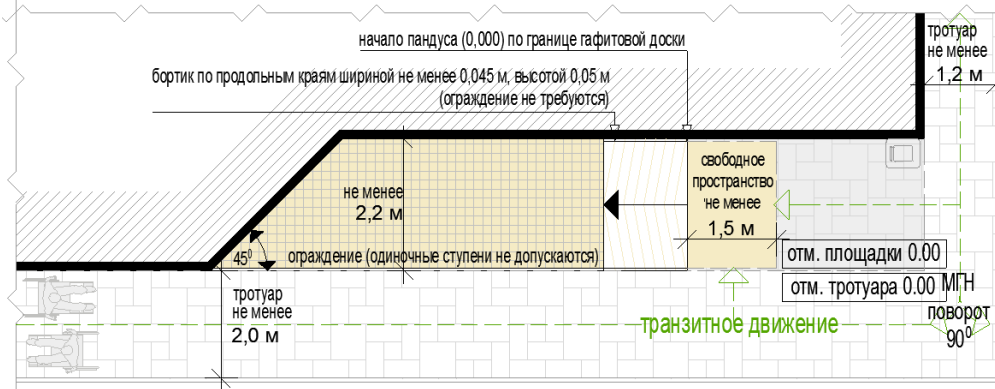 начало пандуса (0,000) по границе гафитовой доски
тротуар
не менее
1,2 м
бортик по продольным краям шириной не менее 0,045 м, высотой 0,05 м
(ограждение не требуются)
свободное
пространство
не менее
1,5 м
не менее
2,2 м
45⁰
ограждение (одиночные ступени не допускаются)
отм. площадки 0.00
отм. тротуара 0.00
МГН
поворот
90⁰
тротуар
не менее
2,0 м
транзитное движение